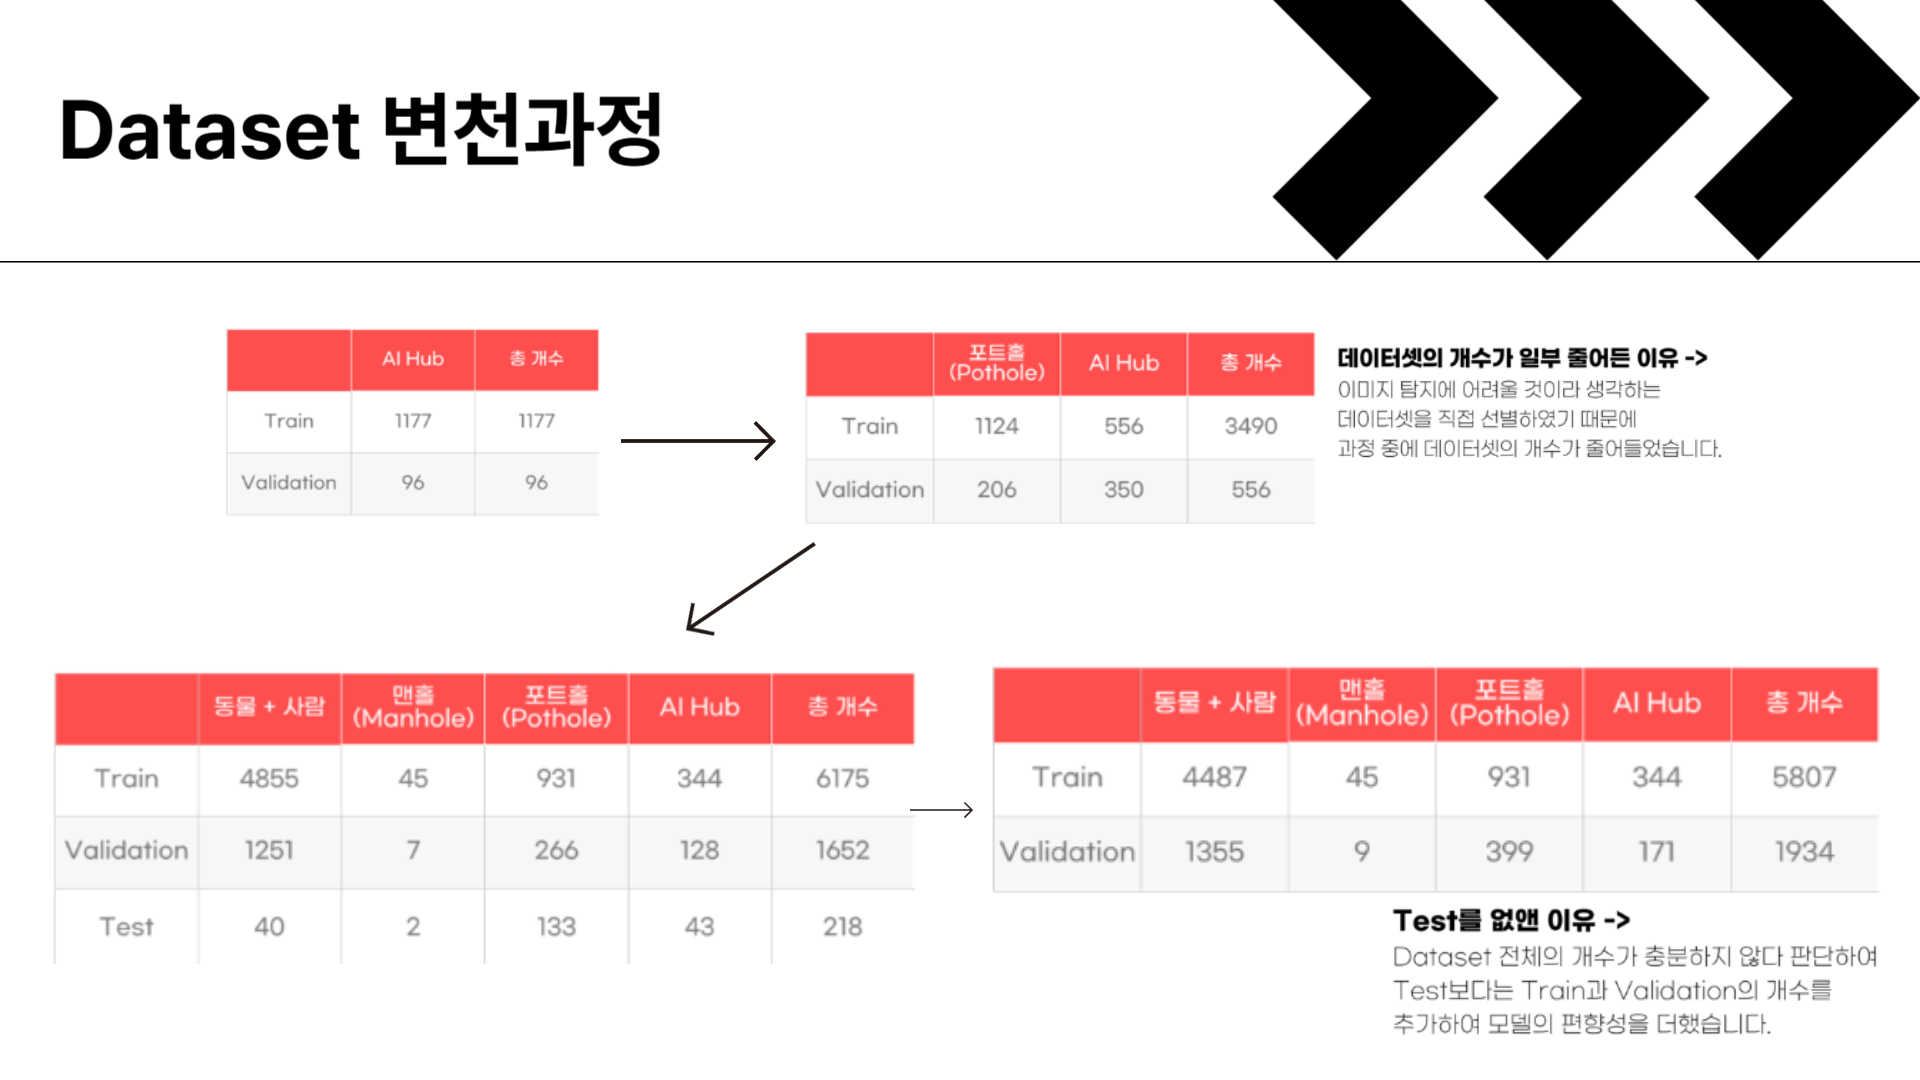 Dataset 변천과정
AI Hub 총 개수
Train 1177 1177
Validation 96 96
포트홀
(Pothole) AI Hub 총 개수
Train 1124 556 3490
Validation 206 350 556
데이터셋의 개수가 일부 줄어든 이유 ->
이미지 탐지에 어려울 것이라 생각하는
데이터셋을 직접 선별하였기 때문에
과정 중에 데이터셋의 개수가 줄어들었습니다.
동물 + 사람 맨홀 (Manhole) 포트홀 (Pothole) AI Hub 총 개수
Train 4855 45 931 344 6175
Validation 1251 7 266 128 1652
Test 40 2 133 43 218
동물 + 사람 맨홀 (Manhole) 포트홀 (Pothole) AI Hub 총 개수
Train 4487 45 931 344 5807
Validation 1355 9 399 171 1934
Test를 없앤 이유 ->
Dataset 전체의 개수가 충분하지 않다 판단하여
Test보다는 Train과 Validation의 개수를
추가하여 모델의 편향성을 더했습니다.